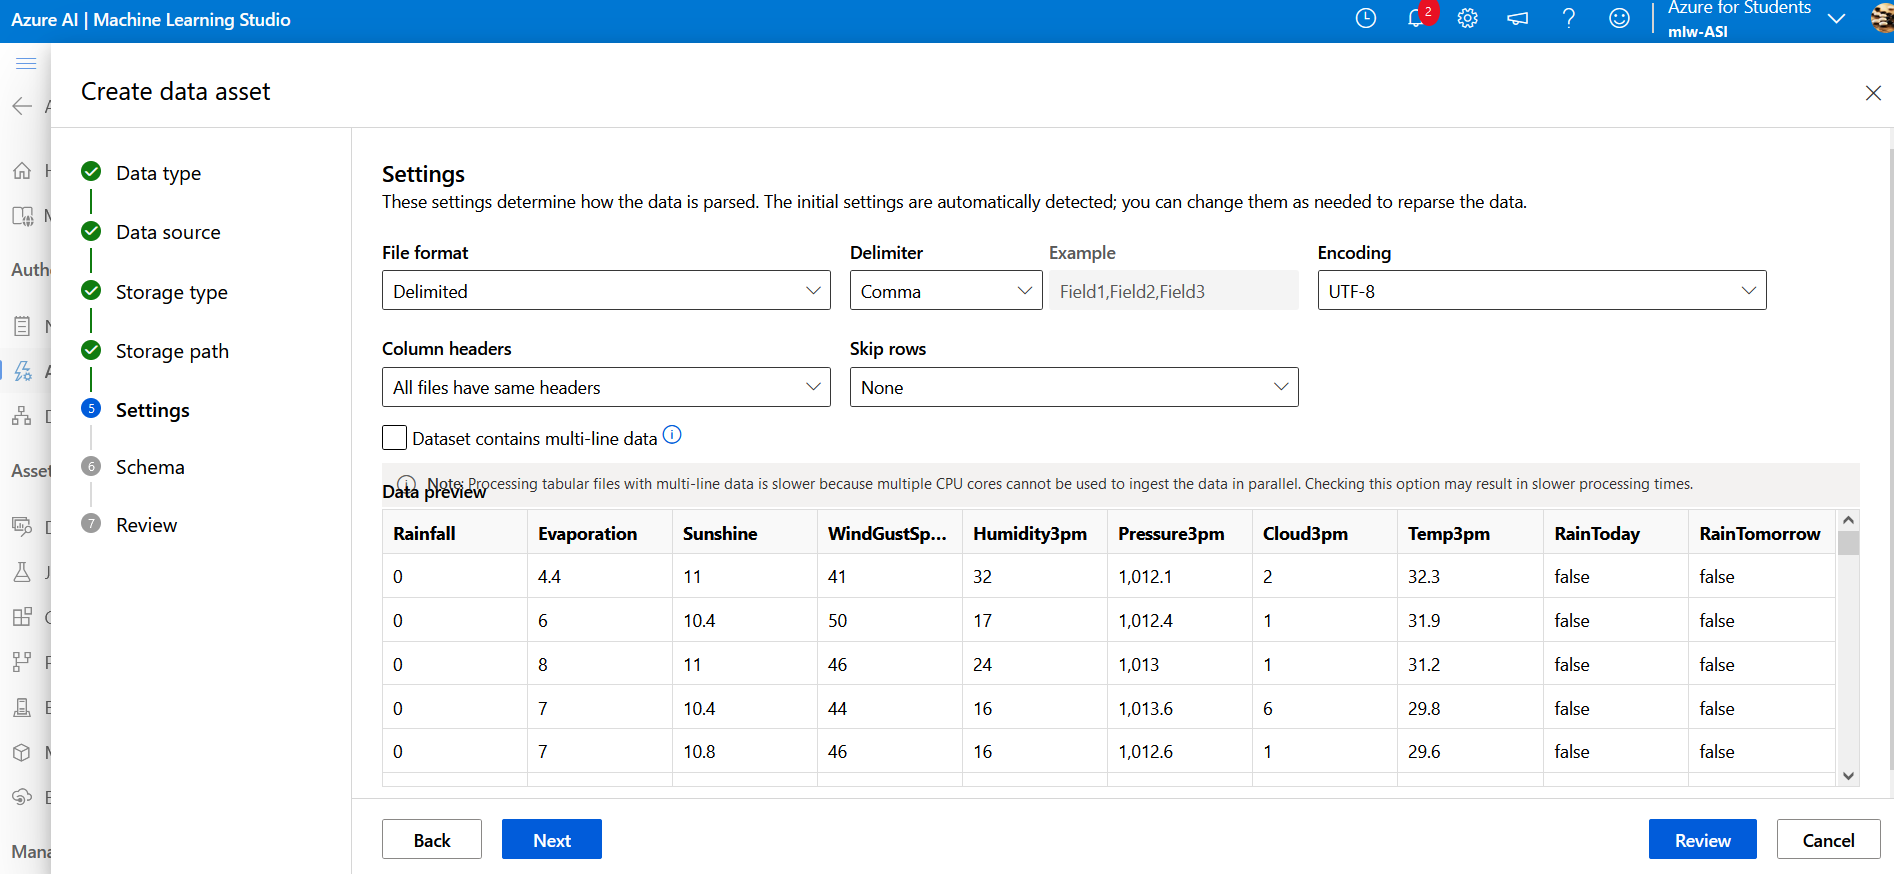 Azure AI | Machine Learning Studio
2
Azure for Students
mlw-ASI
Create data asset
Data type
Data source
Storage type
Storage path
5 Settings
6 Schema
7 Review
Auth
Asset
Mana
Settings
These settings determine how the data is parsed. The initial settings are automatically detected; you can change them as needed to reparse the data.
File format Delimiter Example Encoding
Delimited Comma Field1,Field2,Field3 UTF-8
Column headers Skip rows
All files have same headers None
Dataset contains multi-line data
Note: Processing tabular files with multi-line data is slower because multiple CPU cores cannot be used to ingest the data in parallel. Checking this option may result in slower processing times.
Data preview
Rainfall Evaporation Sunshine WindGustSp... Humidity3pm Pressure3pm Cloud3pm Temp3pm RainToday RainTomorrow
0 4.4 11 41 32 1,012.1 2 32.3 false false
0 6 10.4 50 17 1,012.4 1 31.9 false false
0 8 11 46 24 1,013 1 31.2 false false
0 7 10.4 44 16 1,013.6 6 29.8 false false
0 7 10.8 46 16 1,012.6 1 29.6 false false
Back Next Review Cancel